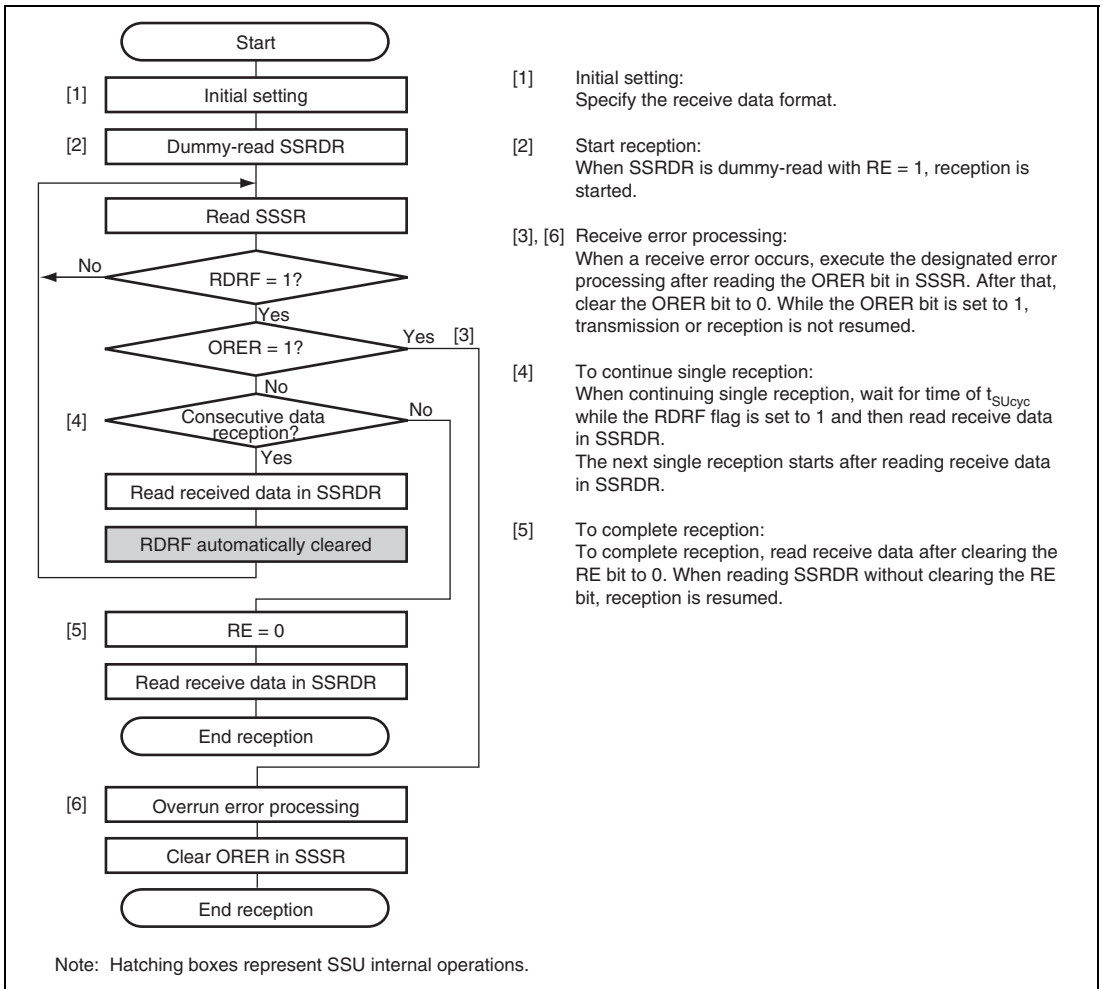 Start
[1] Initial setting
[2] Dummy-read SSRDR
Read SSSR
No
RDRF = 1?
Yes
ORER = 1?
Yes [3]
No
[4] Consecutive data
reception?
No
Yes
Read received data in SSRDR
RDRF automatically cleared
[5] RE = 0
Read receive data in SSRDR
End reception
[6] Overrun error processing
Clear ORER in SSSR
End reception
[1] Initial setting:
Specify the receive data format.
[2] Start reception:
When SSRDR is dummy-read with RE = 1, reception is
started.
[3], [6] Receive error processing:
When a receive error occurs, execute the designated error
processing after reading the ORER bit in SSSR. After that,
clear the ORER bit to 0. While the ORER bit is set to 1,
transmission or reception is not resumed.
[4] To continue single reception:
When continuing single reception, wait for time of tSUcyc
while the RDRF flag is set to 1 and then read receive data
in SSRDR.
The next single reception starts after reading receive data
in SSRDR.
[5] To complete reception:
To complete reception, read receive data after clearing the
RE bit to 0. When reading SSRDR without clearing the RE
bit, reception is resumed.
Note: Hatching boxes represent SSU internal operations.